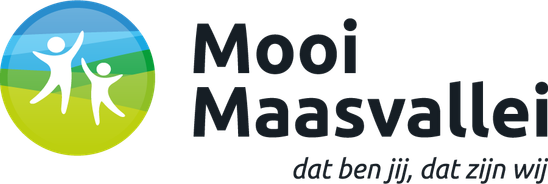 Mooi
Maasvallei
dat ben jij, dat zijn wij